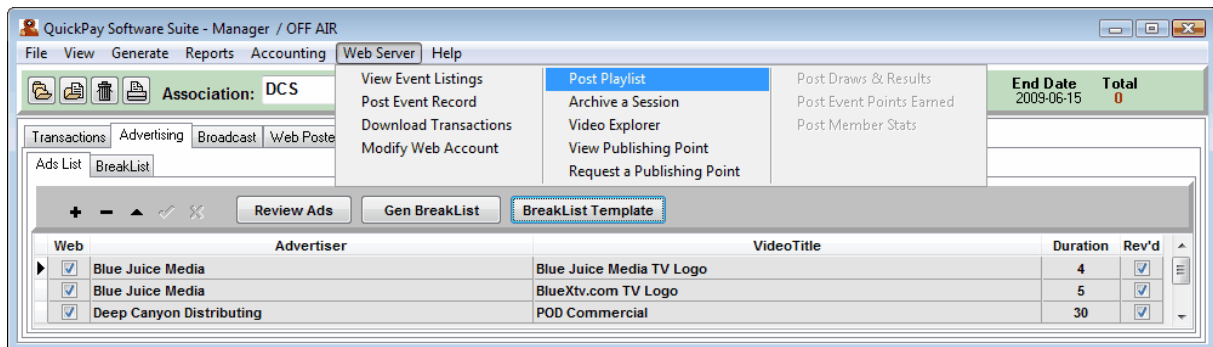 QuickPay Software Suite - Manager / OFF AIR
File View Generate Reports Accounting Web Server Help
Association: DCS
End Date Total
2009-06-15 0
View Event Listings
Post Event Record
Download Transactions
Modify Web Account
Post Playlist
Archive a Session
Video Explorer
View Publishing Point
Request a Publishing Point
Post Draws & Results
Post Event Points Earned
Post Member Stats
Transactions Advertising Broadcast Web Poste
Ads List BreakList
Review Ads Gen BreakList BreakList Template
Web Advertiser VideoTitle Duration Rev'd
Blue Juice Media Blue Juice Media TV Logo 4
Blue Juice Media BlueXtv.com TV Logo 5
Deep Canyon Distributing POD Commercial 30